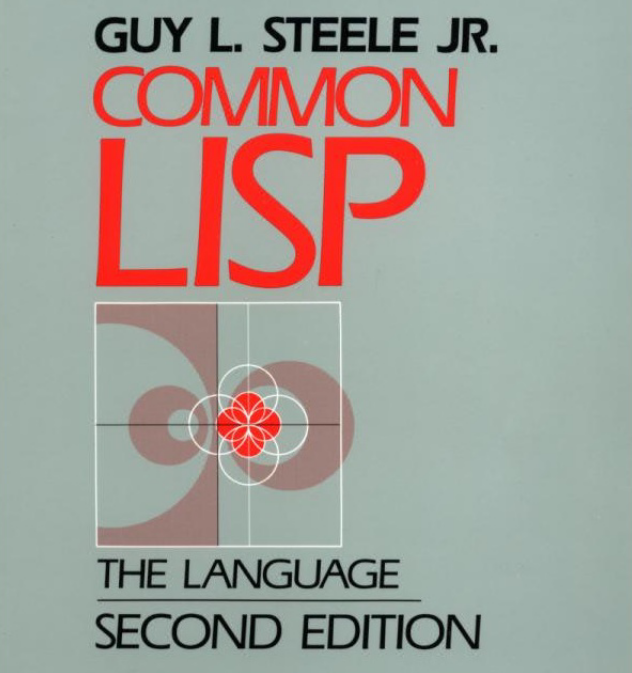 GUY L. STEELE JR.
COMMON
LISP
THE LANGUAGE
SECOND EDITION